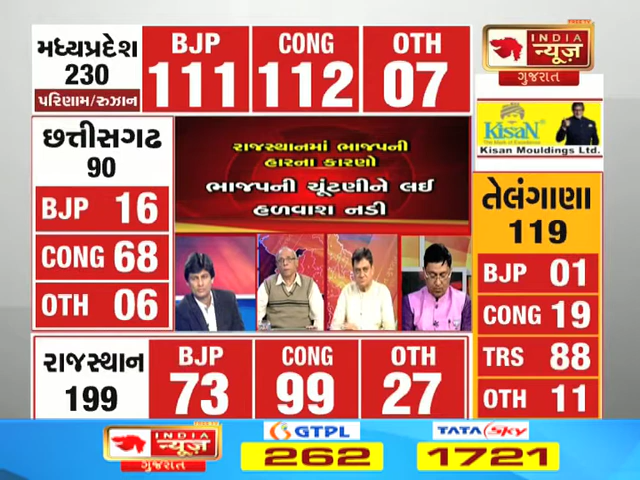 મધ્યપ્રદેશ
230
પરિણામ/રુઝાન
BJP
111
CONG
112
OTH
07
INDIA
न्यूज़
ગુજરાત
છત્તીસગઢ
90
BJP 16
CONG 68
OTH 06
રાજસ્થાનમાં ભાજપની
હારના કારણો
ભાજપની ચૂંટણીને લઈ
હળવાશ નડી
KisaN
Kisan Mouldings Ltd.
તેલંગાણા
119
BJP 01
CONG 19
TRS 88
OTH 11
રાજસ્થાન
199
BJP
73
CONG
99
OTH
27
INDIA
न्यूज़
ગુજરાત
GTPL
262
TATA Sky
1721